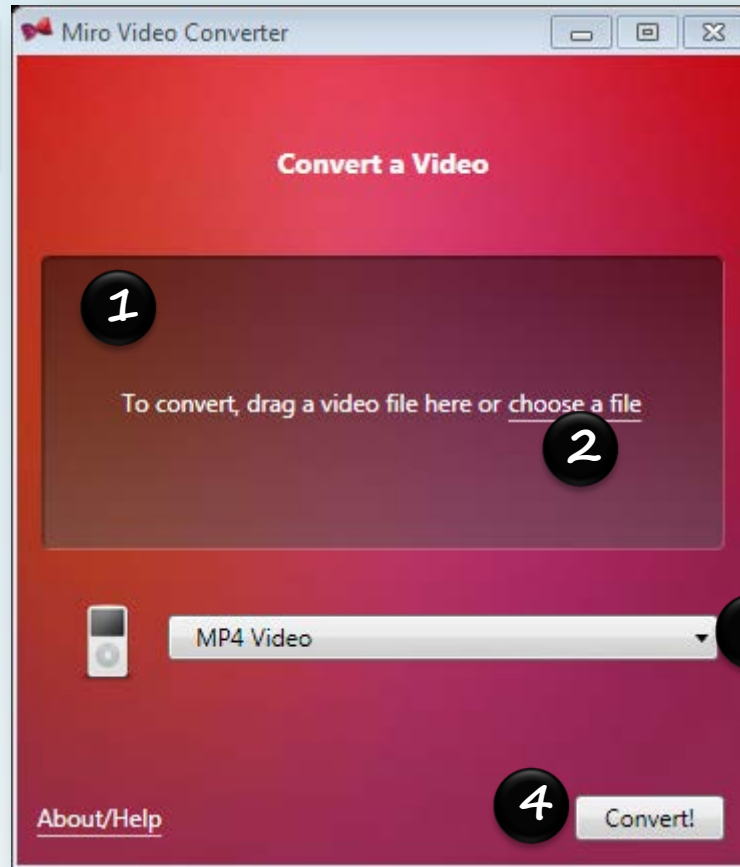 Miro Video Converter
Convert a Video
1
To convert, drag a video file here or choose a file
2
MP4 Video
4
About/Help
Convert!